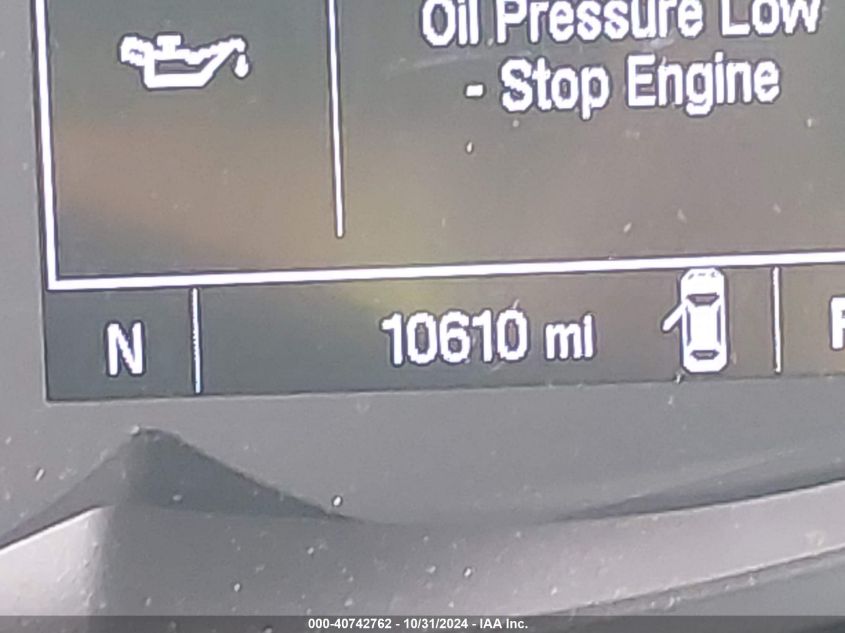 Oil Pressure Low
- Stop Engine
N
10610 mi
000-40742762 - 10/31/2024 - IAA Inc.